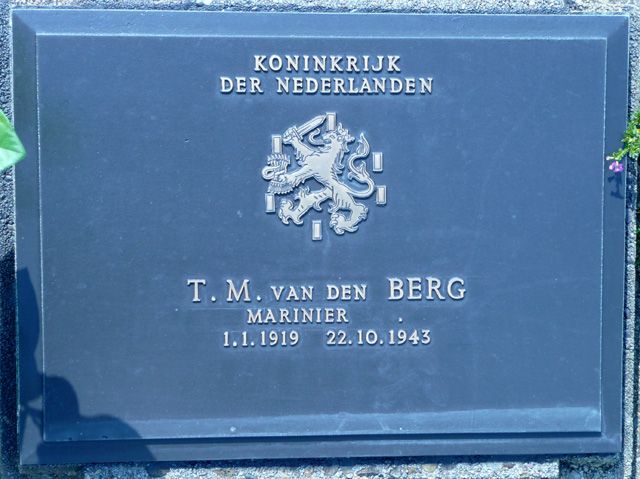 KONINKRIJK
DER NEDERLANDEN
T. M. VAN DEN BERG
MARINIER .
1.1.1919 22.10.1943